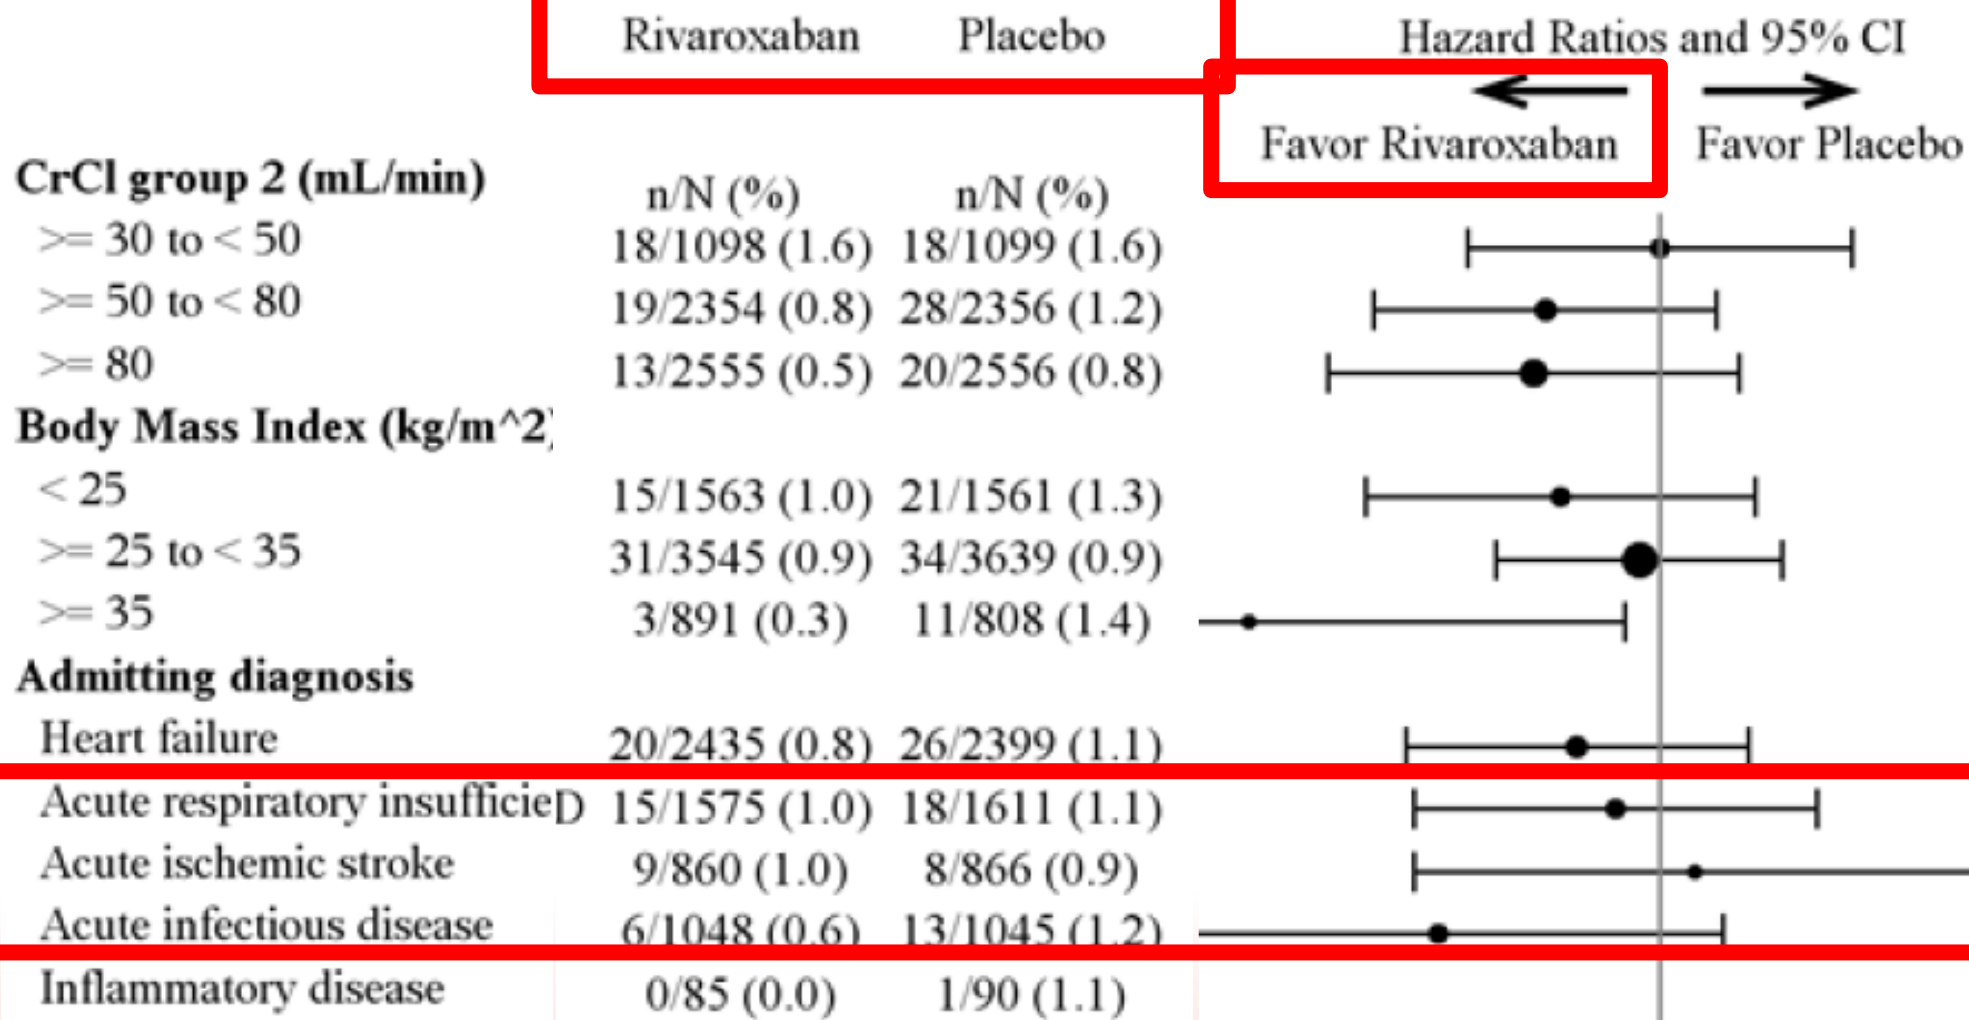 Rivaroxaban Placebo Hazard Ratios and 95% CI
Favor Rivaroxaban Favor Placebo
CrCl group 2 (mL/min) n/N (%) n/N (%)
>= 30 to < 50 18/1098 (1.6) 18/1099 (1.6)
>= 50 to < 80 19/2354 (0.8) 28/2356 (1.2)
>= 80 13/2555 (0.5) 20/2556 (0.8)
Body Mass Index (kg/m^2)
< 25 15/1563 (1.0) 21/1561 (1.3)
>= 25 to < 35 31/3545 (0.9) 34/3639 (0.9)
>= 35 3/891 (0.3) 11/808 (1.4)
Admitting diagnosis
Heart failure 20/2435 (0.8) 26/2399 (1.1)
Acute respiratory insufficieD 15/1575 (1.0) 18/1611 (1.1)
Acute ischemic stroke 9/860 (1.0) 8/866 (0.9)
Acute infectious disease 6/1048 (0.6) 13/1045 (1.2)
Inflammatory disease 0/85 (0.0) 1/90 (1.1)